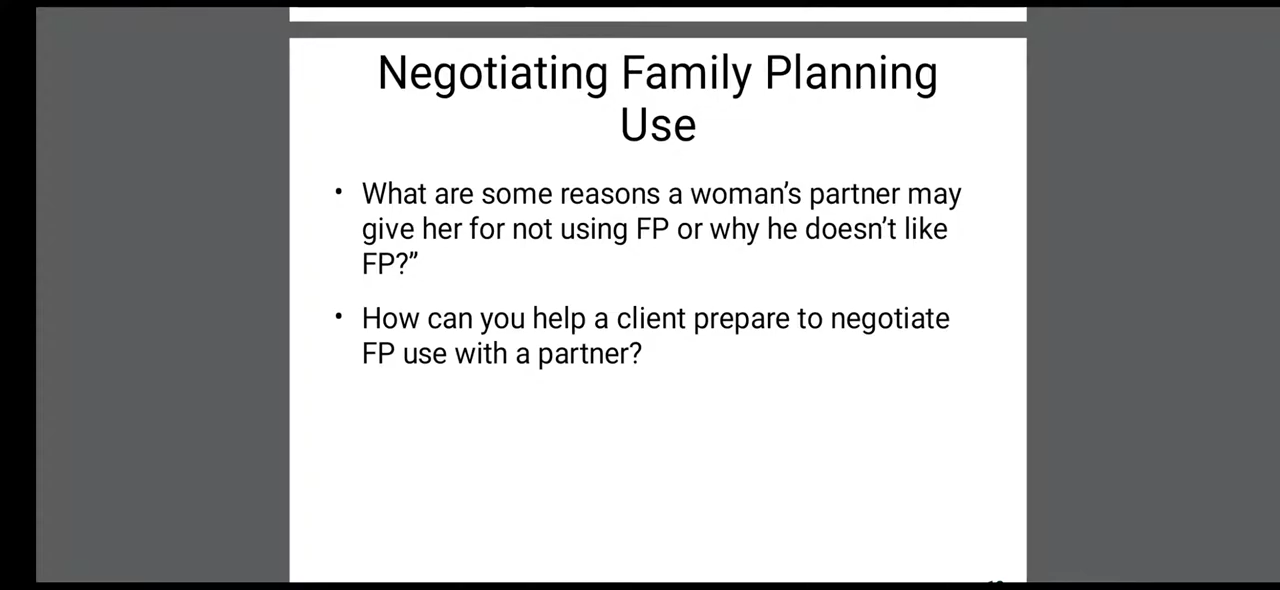 Negotiating Family Planning
Use
• What are some reasons a woman's partner may
give her for not using FP or why he doesn't like
FP?”
• How can you help a client prepare to negotiate
FP use with a partner?